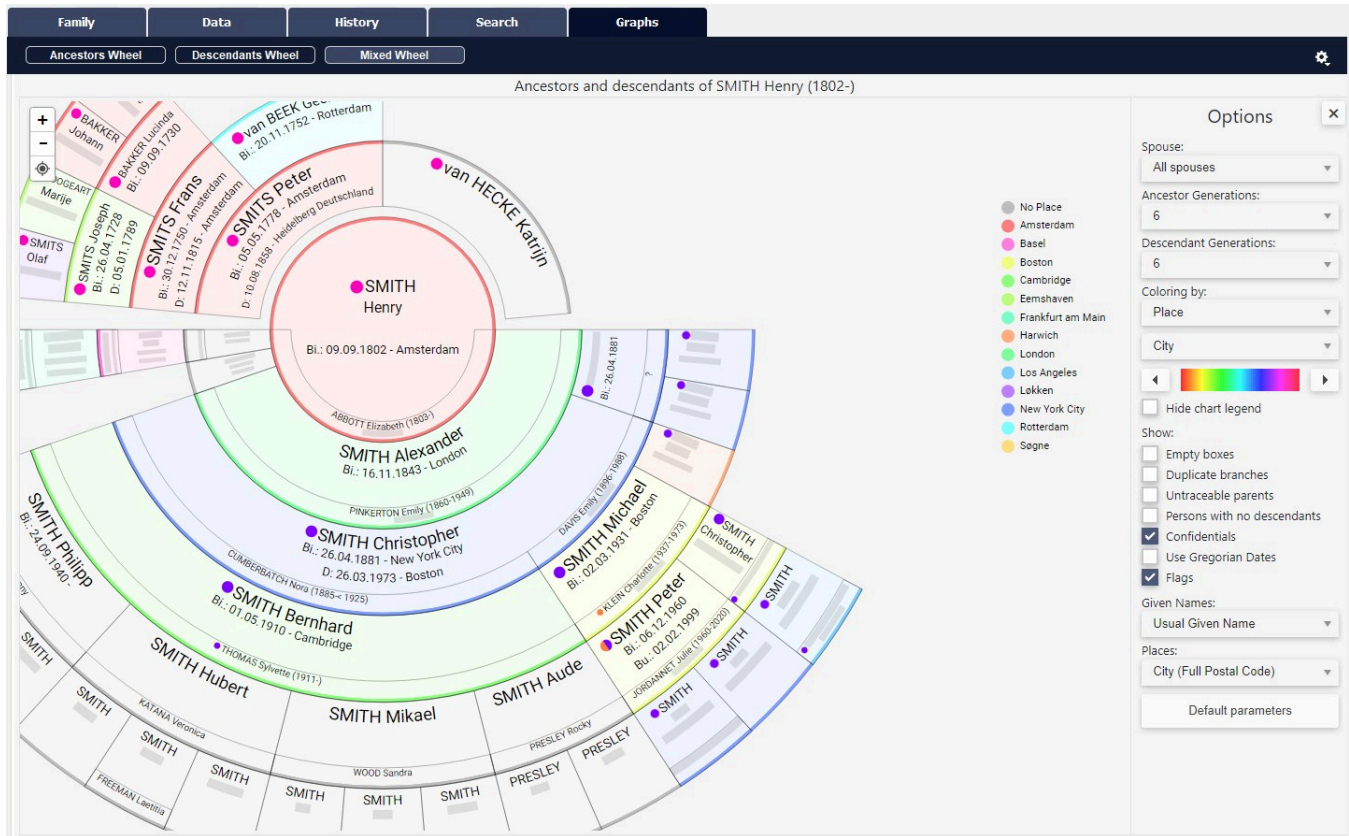 Family Data History Search Graphs
Ancestors Wheel Descendants Wheel Mixed Wheel
Ancestors and descendants of SMITH Henry (1802-)
+
-
BAKKER
Johann
BAKKER Lucinda
Bi.: 09.09.1730
van BEEK
Bi.: 20.11.1752 - Rotterdam
Marije
SMITS
Olaf
SMITS Joseph
Bi.: 26.04.1728
D: 05.01.1789
SMITS Frans
Bi.: 30.12.1750 - Amsterdam
D: 12.11.1815 - Amsterdam
SMITS Peter
Bi.: 05.05.1778 - Amsterdam
D: 10.08.1858 - Heidelberg Deutschland
van HECKE Katrijn
SMITH
Henry
Bi.: 09.09.1802 - Amsterdam
ABBOTT Elizabeth (1803-)
SMITH Alexander
Bi.: 16.11.1843 - London
PINKERTON Emily (1860-1949)
Bi.: 26.04.1881
?
SMITH Christopher
Bi.: 26.04.1881 - New York City
D: 26.03.1973 - Boston
CUMBERBATCH Nora (1885-< 1925)
DAVIS Emily (1896-1988)
SMITH Philipp
Bi.: 24.09.1940 -
SMITH Bernhard
Bi.: 01.05.1910 - Cambridge
THOMAS Sylvette (1911-)
SMITH Michael
Bi.: 02.03.1931 - Boston
KLEIN Charlotte (1937-1973)
SMITH Hubert
KATANA Veronica
SMITH Mikael
WOOD Sandra
SMITH Aude
PRESLEY Rocky
SMITH Peter
Bi.: 06.12.1960
Bu.: 02.02.1999
JORDANNET Julie (1960-2020)
SMITH
Christopher
SMITH
SMITH
SMITH
SMITH
SMITH
SMITH
FREEMAN Laetitia
SMITH
SMITH
SMITH
SMITH
PRESLEY
PRESLEY
No Place
Amsterdam
Basel
Boston
Cambridge
Eemshaven
Frankfurt am Main
Harwich
London
Los Angeles
Løkken
New York City
Rotterdam
Søgne
Options
Spouse:
All spouses
Ancestor Generations:
6
Descendant Generations:
6
Coloring by:
Place
City
Hide chart legend
Show:
Empty boxes
Duplicate branches
Untraceable parents
Persons with no descendants
Confidentials
Use Gregorian Dates
Flags
Given Names:
Usual Given Name
Places:
City (Full Postal Code)
Default parameters